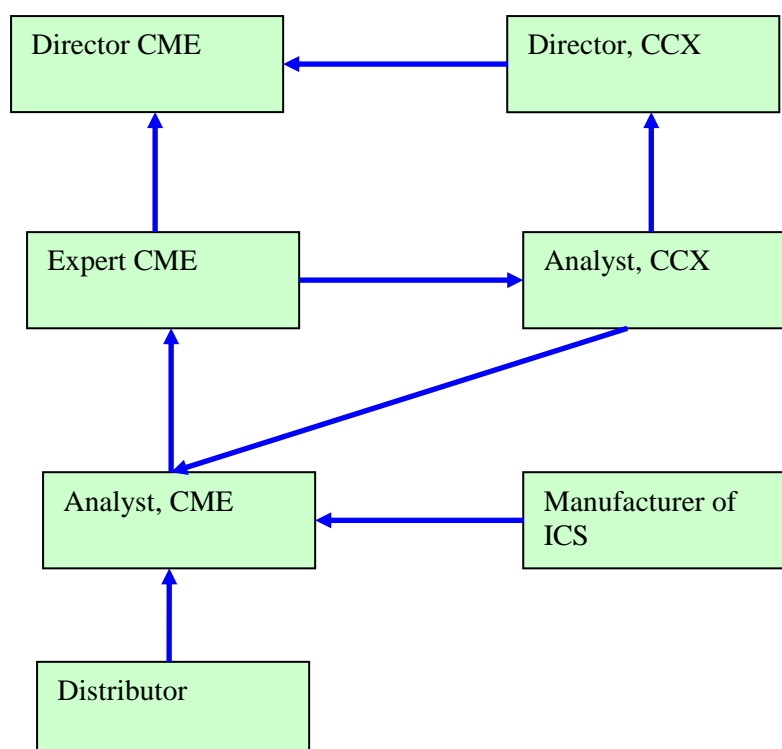 Director CME
Director, CCX
Expert CME
Analyst, CCX
Analyst, CME
Manufacturer of
ICS
Distributor